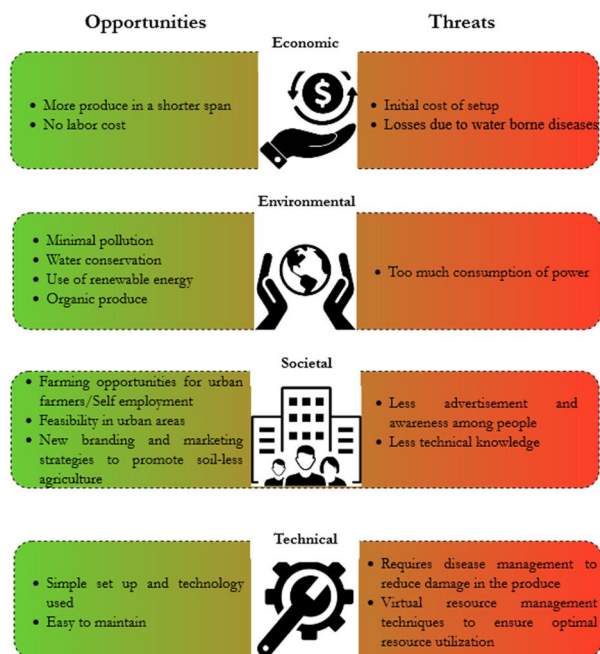 Opportunities
Threats
Economic
• More produce in a shorter span
• No labor cost
$
• Initial cost of setup
• Losses due to water borne diseases
Environmental
• Minimal pollution
• Water conservation
• Use of renewable energy
• Organic produce
• Too much consumption of power
Societal
• Farming opportunities for urban
farmers/Self employment
• Feasibility in urban areas
• New branding and marketing
strategies to promote soil-less
agriculture
• Less advertisement and
awareness among people
• Less technical knowledge
Technical
• Simple set up and technology
used
• Easy to maintain
• Requires disease management to
reduce damage in the produce
• Virtual resource management
techniques to ensure optimal
resource utilization